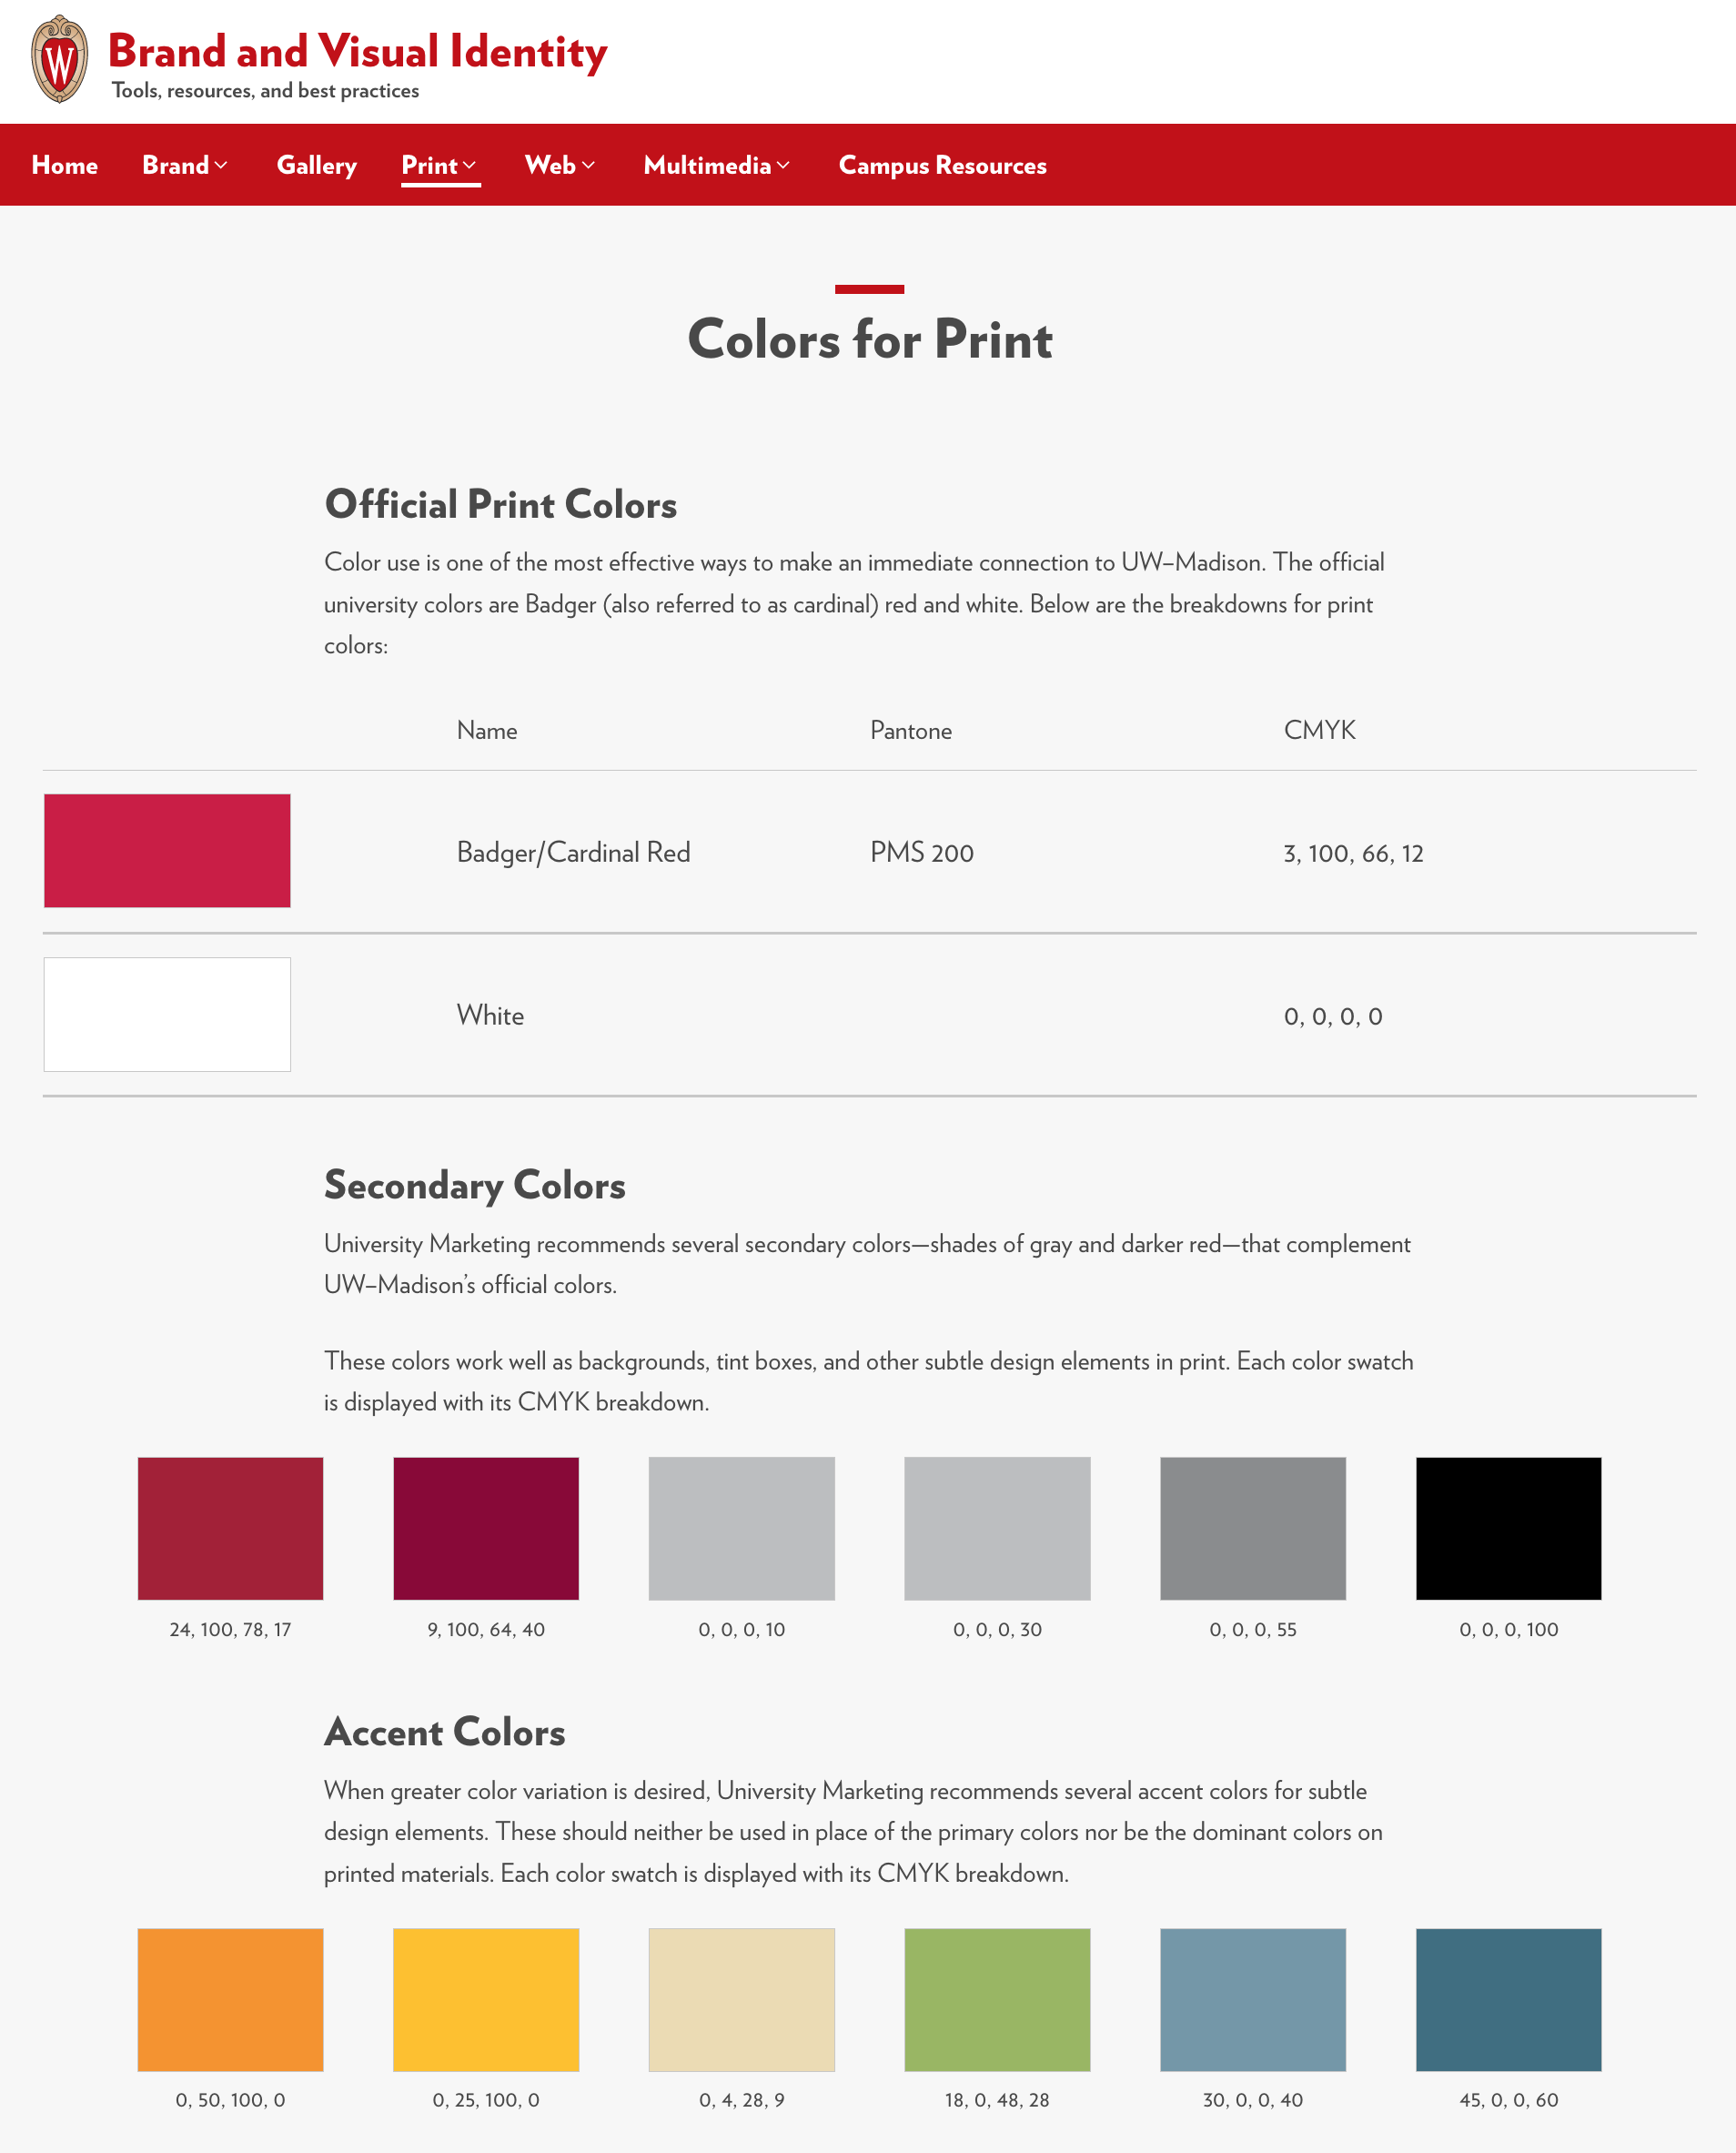 W
Brand and Visual Identity
Tools, resources, and best practices
Home Brand Gallery Print Web Multimedia Campus Resources
Colors for Print
Official Print Colors
Color use is one of the most effective ways to make an immediate connection to UW–Madison. The official
university colors are Badger (also referred to as cardinal) red and white. Below are the breakdowns for print
colors:
Name Pantone CMYK
Badger/Cardinal Red PMS 200 3, 100, 66, 12
White 0, 0, 0, 0
Secondary Colors
University Marketing recommends several secondary colors—shades of gray and darker red—that complement
UW–Madison’s official colors.
These colors work well as backgrounds, tint boxes, and other subtle design elements in print. Each color swatch
is displayed with its CMYK breakdown.
24, 100, 78, 17 9, 100, 64, 40 0, 0, 0, 10 0, 0, 0, 30 0, 0, 0, 55 0, 0, 0, 100
Accent Colors
When greater color variation is desired, University Marketing recommends several accent colors for subtle
design elements. These should neither be used in place of the primary colors nor be the dominant colors on
printed materials. Each color swatch is displayed with its CMYK breakdown.
0, 50, 100, 0 0, 25, 100, 0 0, 4, 28, 9 18, 0, 48, 28 30, 0, 0, 40 45, 0, 0, 60